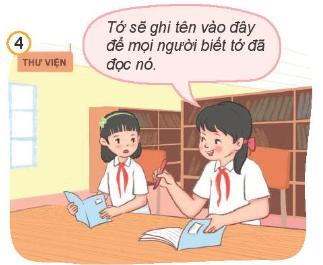 4
THƯ VIỆN
Tớ sẽ ghi tên vào đây
để mọi người biết tớ đã
đọc nó.